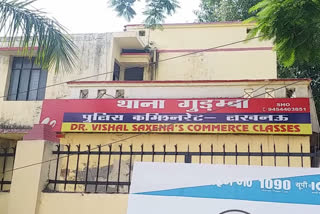 थाना गुडम्बा
SHO
9454403851
पुलिस कमिश्नरेट- लखनऊ
DR. VISHAL SAXENA'S COMMERCE CLASSES
1090